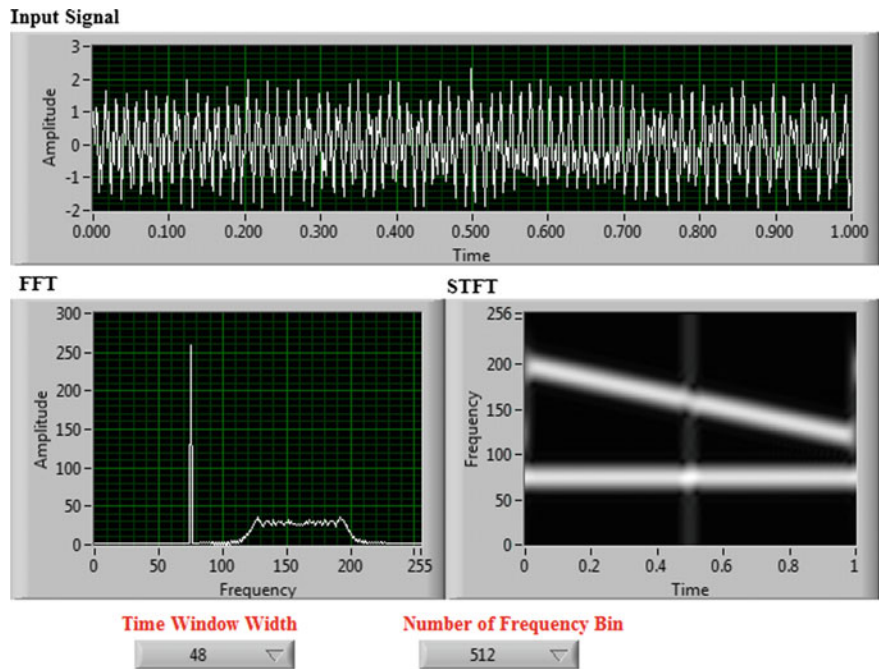 Input Signal
3
2
1
0
-1
-2
Amplitude
0.000 0.100 0.200 0.300 0.400 0.500 0.600 0.700 0.800 0.900 1.000
Time
FFT
300
250
200
150
100
50
0
Amplitude
0 50 100 150 200 255
Frequency
STFT
256
200
150
100
50
0
Frequency
0 0.2 0.4 0.6 0.8 1
Time
Time Window Width
48
Number of Frequency Bin
512